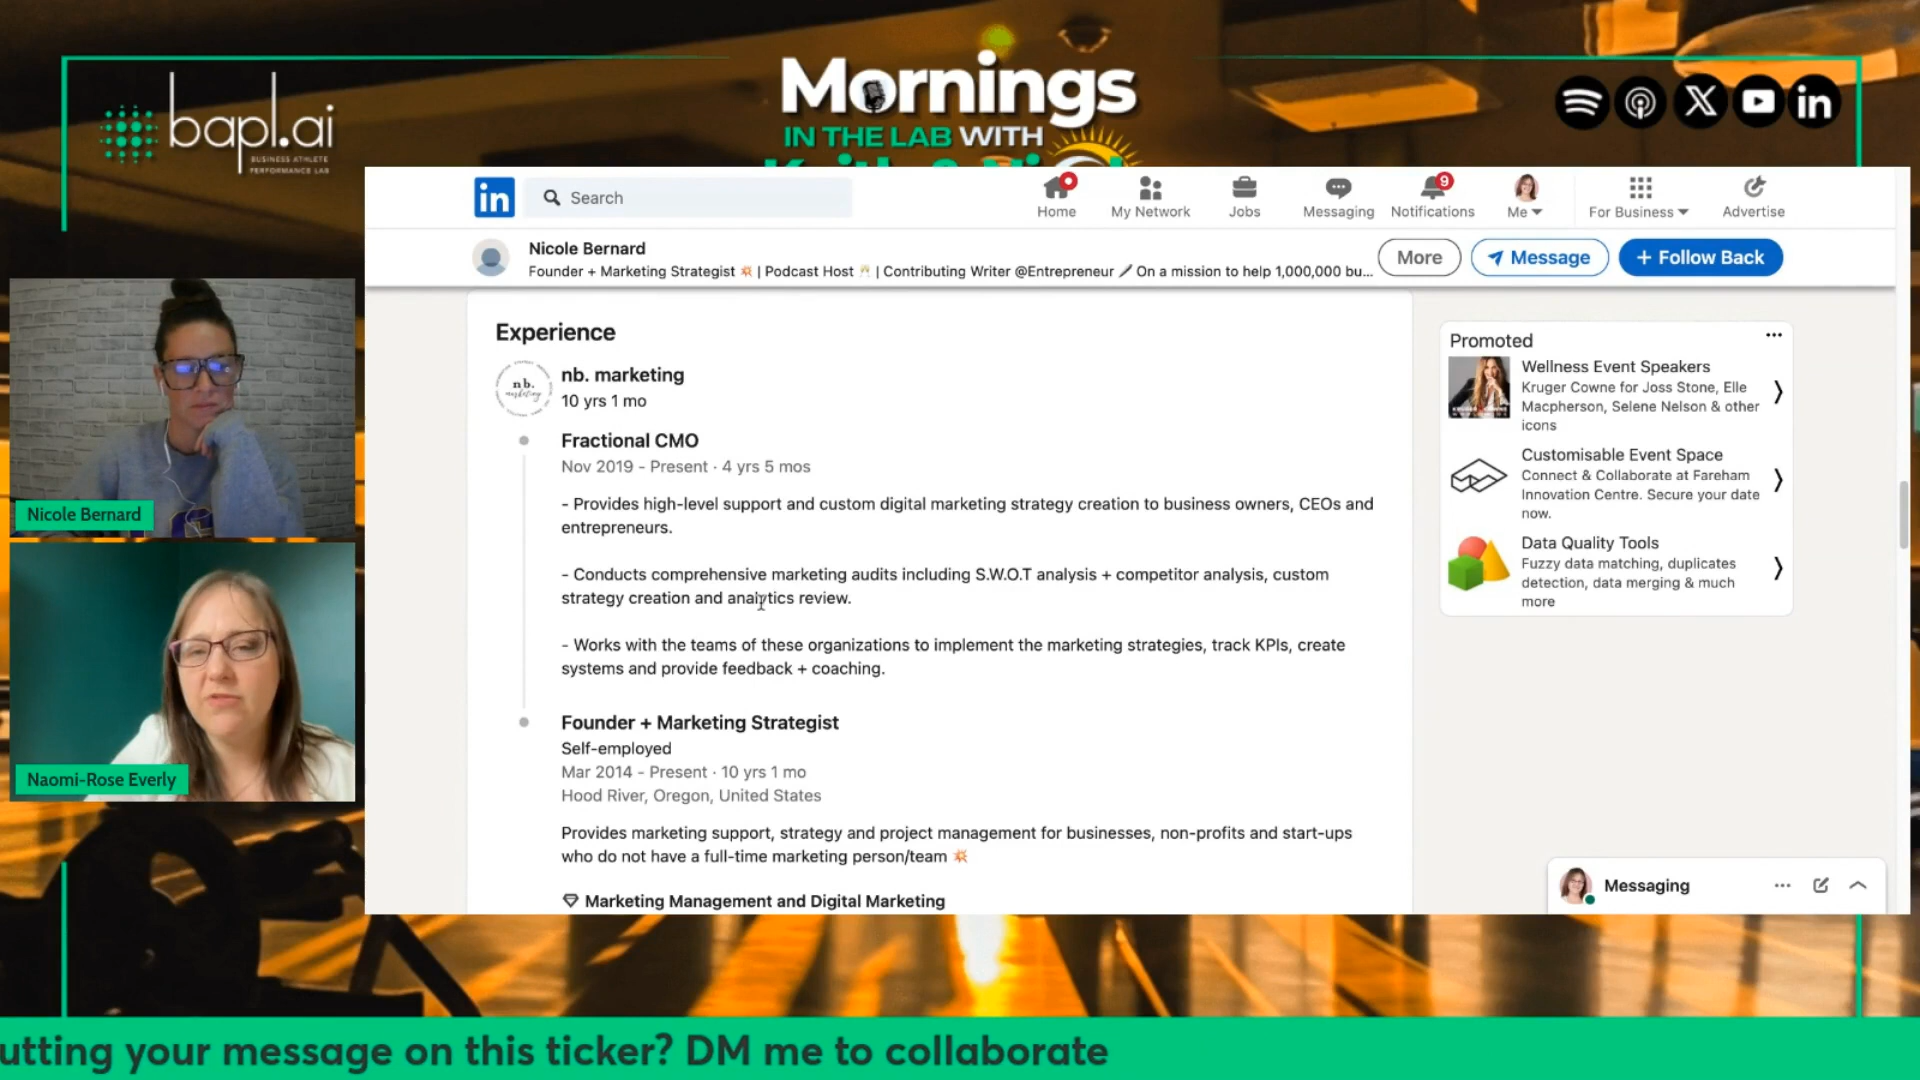 bapl.ai
BUSINESS ATHLETE
PERFORMANCE LAB
Mornings
IN THE LAB WITH
in
Search
Home
My Network
Jobs
Messaging
9
Notifications
Me
For Business
Advertise
Nicole Bernard
Founder + Marketing Strategist 💥 | Podcast Host 🥂 | Contributing Writer @Entrepreneur 🖊 On a mission to help 1,000,000 bu...
More
Message
+ Follow Back
Experience
nb.
marketing
nb. marketing
10 yrs 1 mo
Fractional CMO
Nov 2019 - Present · 4 yrs 5 mos
- Provides high-level support and custom digital marketing strategy creation to business owners, CEOs and
entrepreneurs.
- Conducts comprehensive marketing audits including S.W.O.T analysis + competitor analysis, custom
strategy creation and analytics review.
- Works with the teams of these organizations to implement the marketing strategies, track KPIs, create
systems and provide feedback + coaching.
Founder + Marketing Strategist
Self-employed
Mar 2014 - Present · 10 yrs 1 mo
Hood River, Oregon, United States
Provides marketing support, strategy and project management for businesses, non-profits and start-ups
who do not have a full-time marketing person/team 💥
Marketing Management and Digital Marketing
Promoted
...
Wellness Event Speakers
Kruger Cowne for Joss Stone, Elle
Macpherson, Selene Nelson & other
icons
Customisable Event Space
Connect & Collaborate at Fareham
Innovation Centre. Secure your date
now.
Data Quality Tools
Fuzzy data matching, duplicates
detection, data merging & much
more
Messaging
...
in
Nicole Bernard
Naomi-Rose Everly
utting your message on this ticker? DM me to collaborate